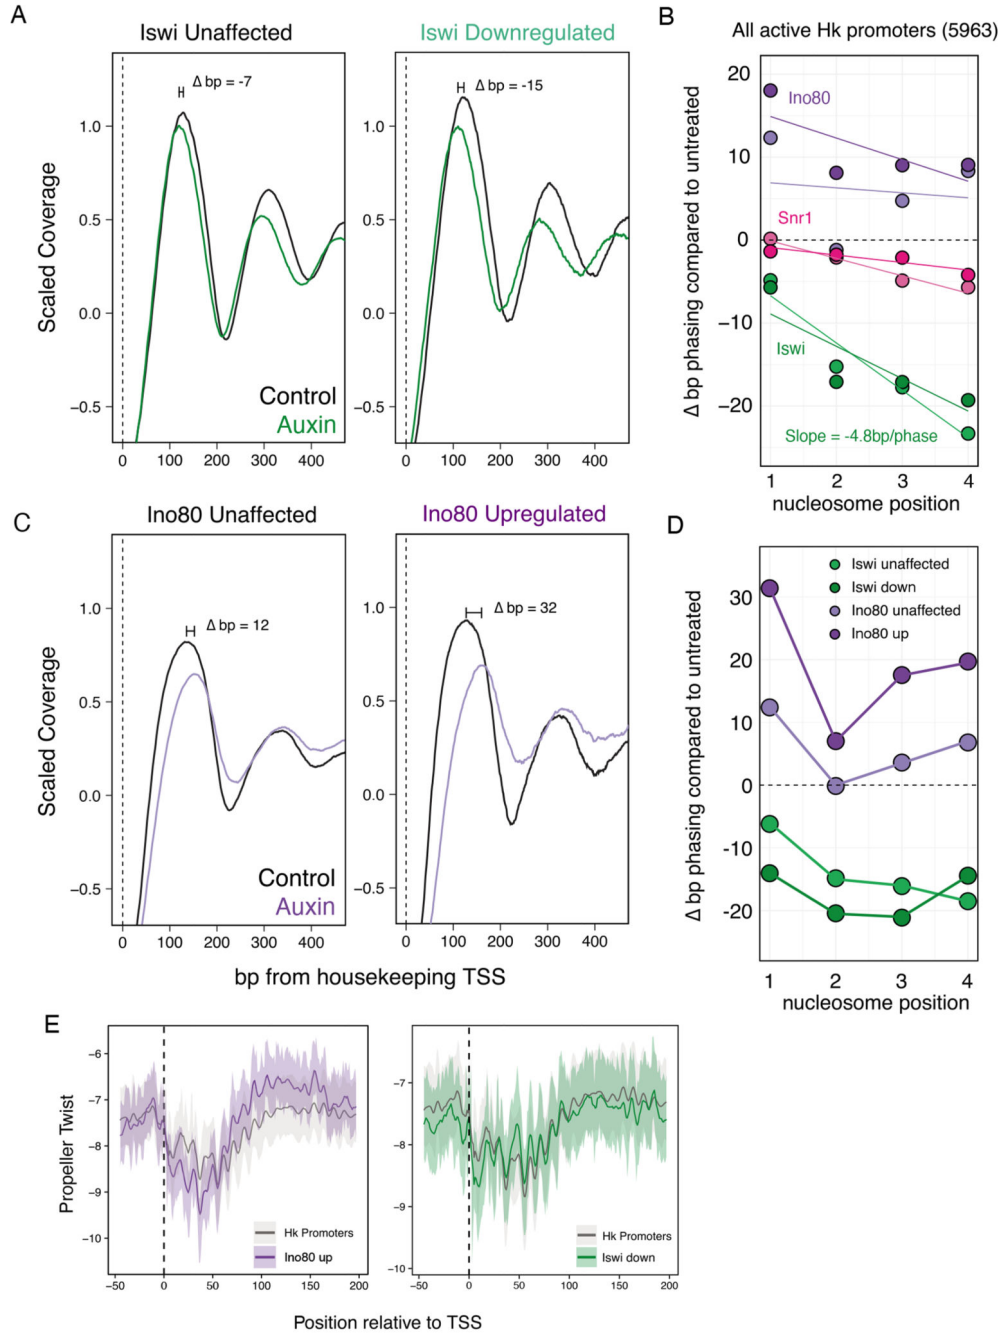 A
Iswi Unaffected
Iswi Downregulated
Δ bp = -7
Δ bp = -15
Scaled Coverage
1.0
0.5
0.0
−0.5
1.0
0.5
0.0
−0.5
Control
Auxin
0 100 200 300 400
0 100 200 300 400
B
All active Hk promoters (5963)
Δ bp phasing compared to untreated
20
10
0
−10
−20
Ino80
Snr1
Iswi
Slope = -4.8bp/phase
1 2 3 4
nucleosome position
C
Ino80 Unaffected
Ino80 Upregulated
Δ bp = 12
Δ bp = 32
Scaled Coverage
1.0
0.5
0.0
−0.5
1.0
0.5
0.0
−0.5
Control
Auxin
0 100 200 300 400
0 100 200 300 400
bp from housekeeping TSS
D
Iswi unaffected
Iswi down
Ino80 unaffected
Ino80 up
Δ bp phasing compared to untreated
30
20
10
0
-10
-20
1 2 3 4
nucleosome position
E
Propeller Twist
−6
−7
−8
−9
−10
Hk Promoters
Ino80 up
−50 0 50 100 150 200
−7
−8
−9
−10
Hk Promoters
Iswi down
−50 0 50 100 150 200
Position relative to TSS